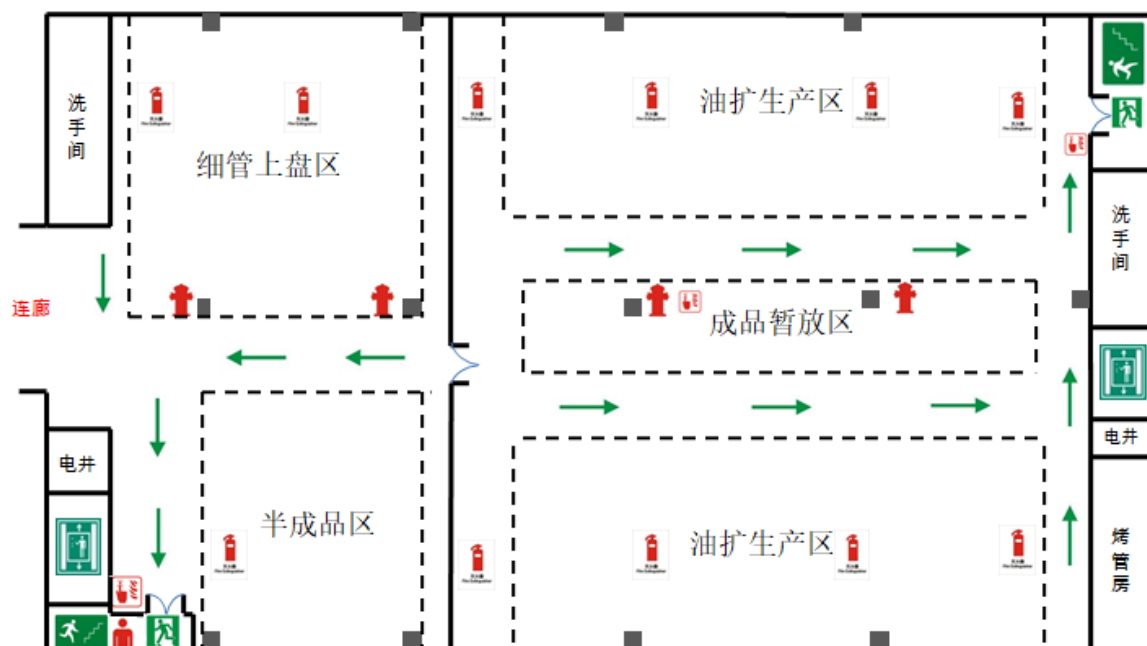 洗手间
细管上盘区
油扩生产区
洗手间
连廊
成品暂放区
电井
电井
半成品区
油扩生产区
烤管房